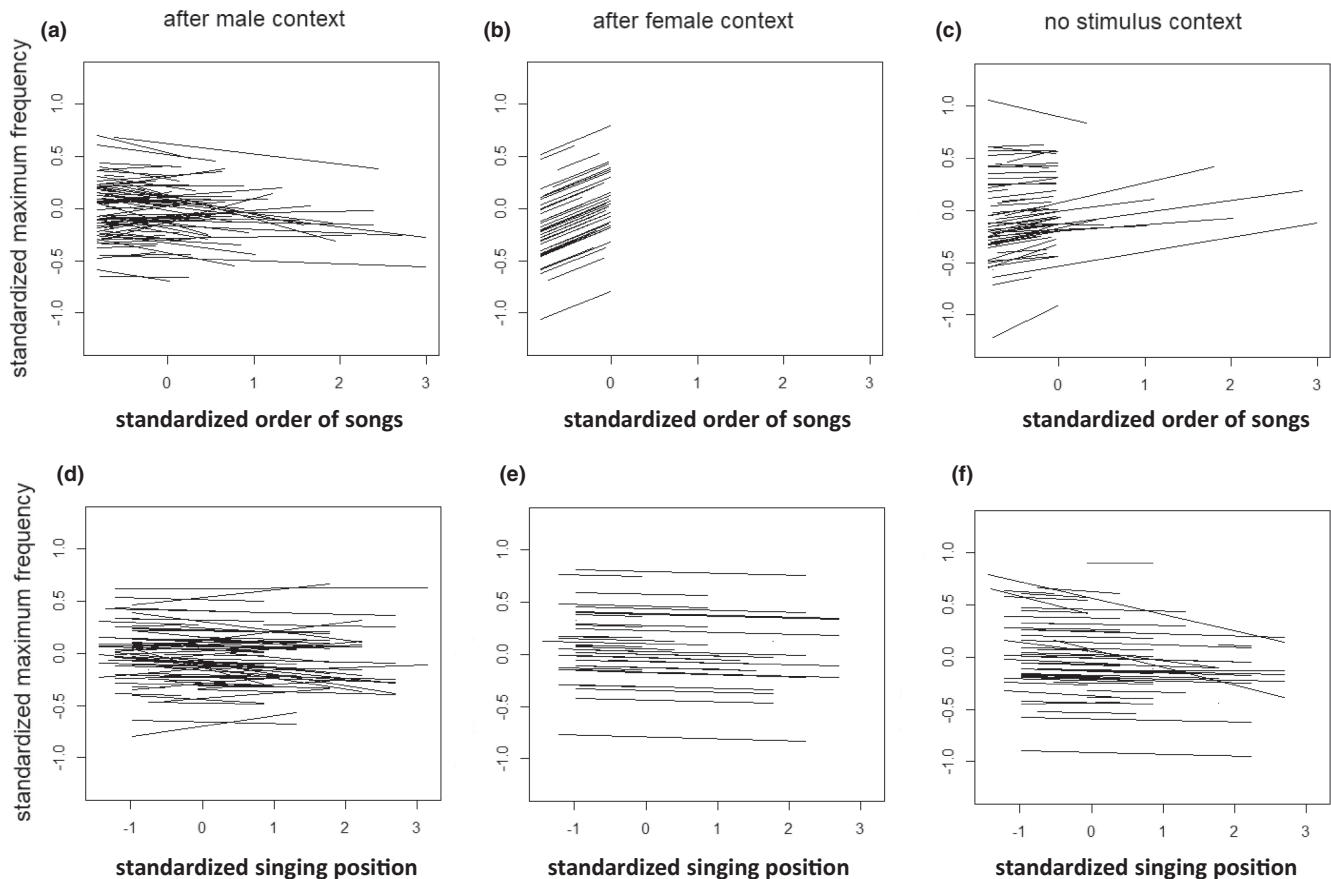 after male context
after female context
no stimulus context
(a)
(b)
(c)
standardized maximum frequency
1.0
0.5
0.0
-0.5
-1.0
0 1 2 3
standardized order of songs
1.0
0.5
0.0
-0.5
-1.0
0 1 2 3
standardized order of songs
1.0
0.5
0.0
-0.5
-1.0
0 1 2 3
standardized order of songs
(d)
(e)
(f)
standardized maximum frequency
1.0
0.5
0.0
-0.5
-1.0
-1 0 1 2 3
standardized singing position
1.0
0.5
0.0
-0.5
-1.0
-1 0 1 2 3
standardized singing position
1.0
0.5
0.0
-0.5
-1.0
-1 0 1 2 3
standardized singing position